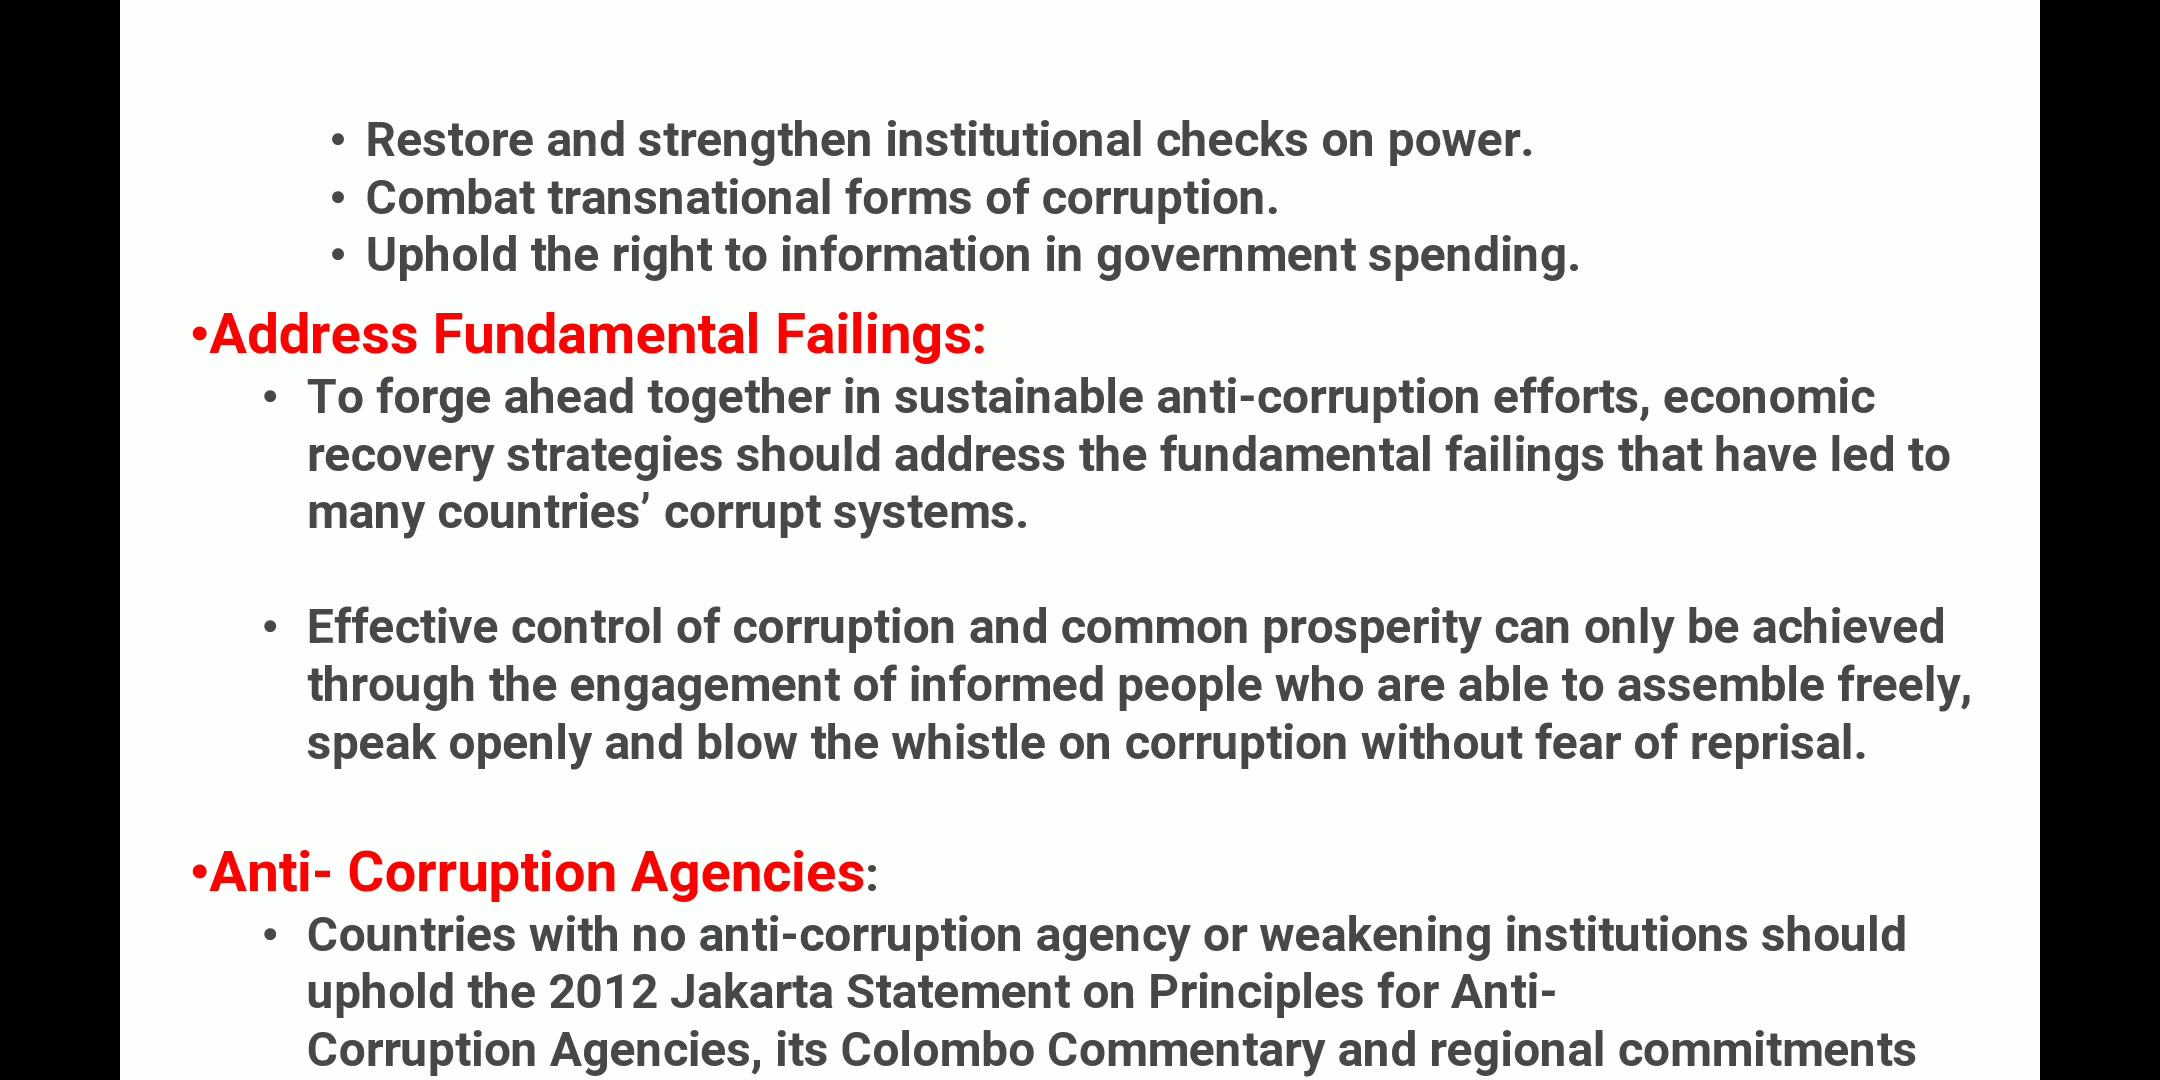 • Restore and strengthen institutional checks on power.
• Combat transnational forms of corruption.
• Uphold the right to information in government spending.
•Address Fundamental Failings:
• To forge ahead together in sustainable anti-corruption efforts, economic
recovery strategies should address the fundamental failings that have led to
many countries’ corrupt systems.
• Effective control of corruption and common prosperity can only be achieved
through the engagement of informed people who are able to assemble freely,
speak openly and blow the whistle on corruption without fear of reprisal.
•Anti- Corruption Agencies:
• Countries with no anti-corruption agency or weakening institutions should
uphold the 2012 Jakarta Statement on Principles for Anti-
Corruption Agencies, its Colombo Commentary and regional commitments